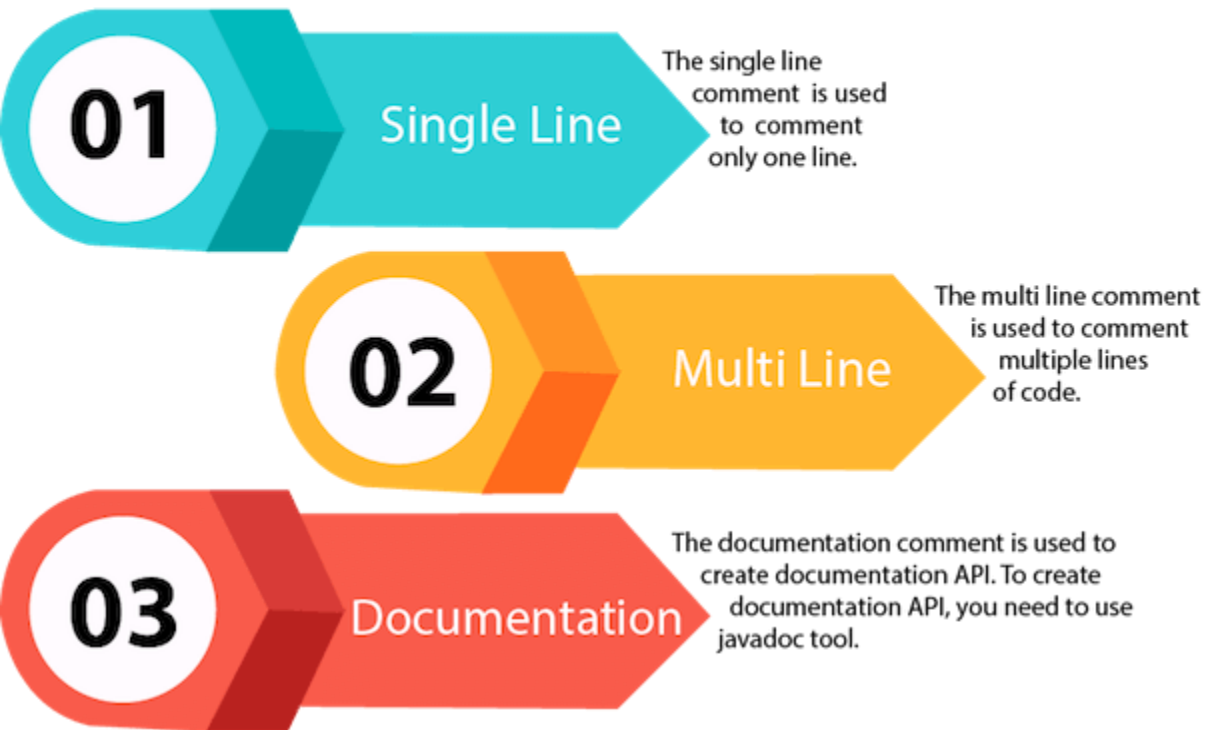 01
Single Line
The single line
comment is used
to comment
only one line.
02
Multi Line
The multi line comment
is used to comment
multiple lines
of code.
03
Documentation
The documentation comment is used to
create documentation API. To create
documentation API, you need to use
javadoc tool.